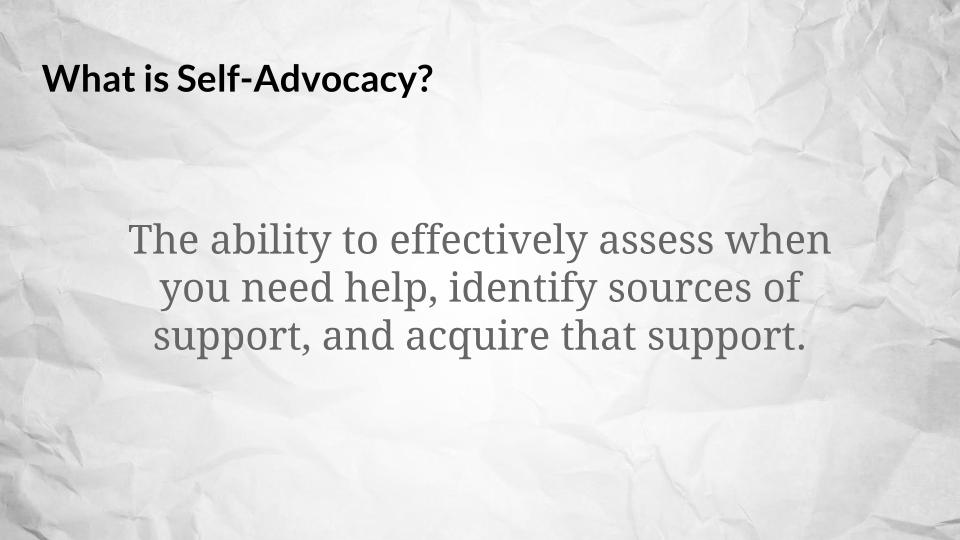 What is Self-Advocacy?
The ability to effectively assess when
you need help, identify sources of
support, and acquire that support.